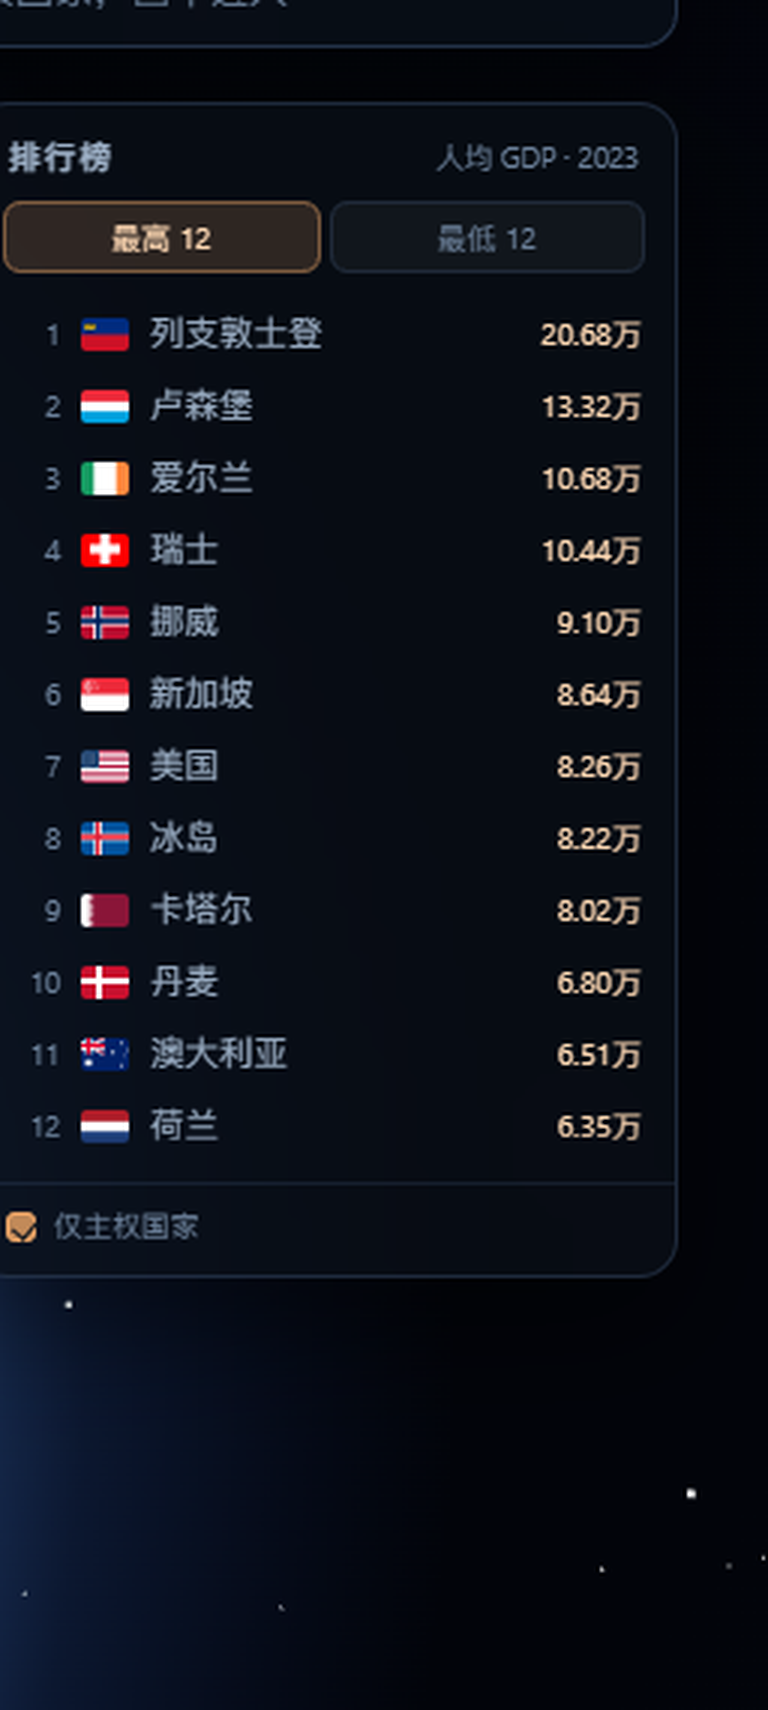 排行榜
人均 GDP · 2023
最高 12
最低 12
1 列支敦士登 20.68万
2 卢森堡 13.32万
3 爱尔兰 10.68万
4 瑞士 10.44万
5 挪威 9.10万
6 新加坡 8.64万
7 美国 8.26万
8 冰岛 8.22万
9 卡塔尔 8.02万
10 丹麦 6.80万
11 澳大利亚 6.51万
12 荷兰 6.35万
仅主权国家